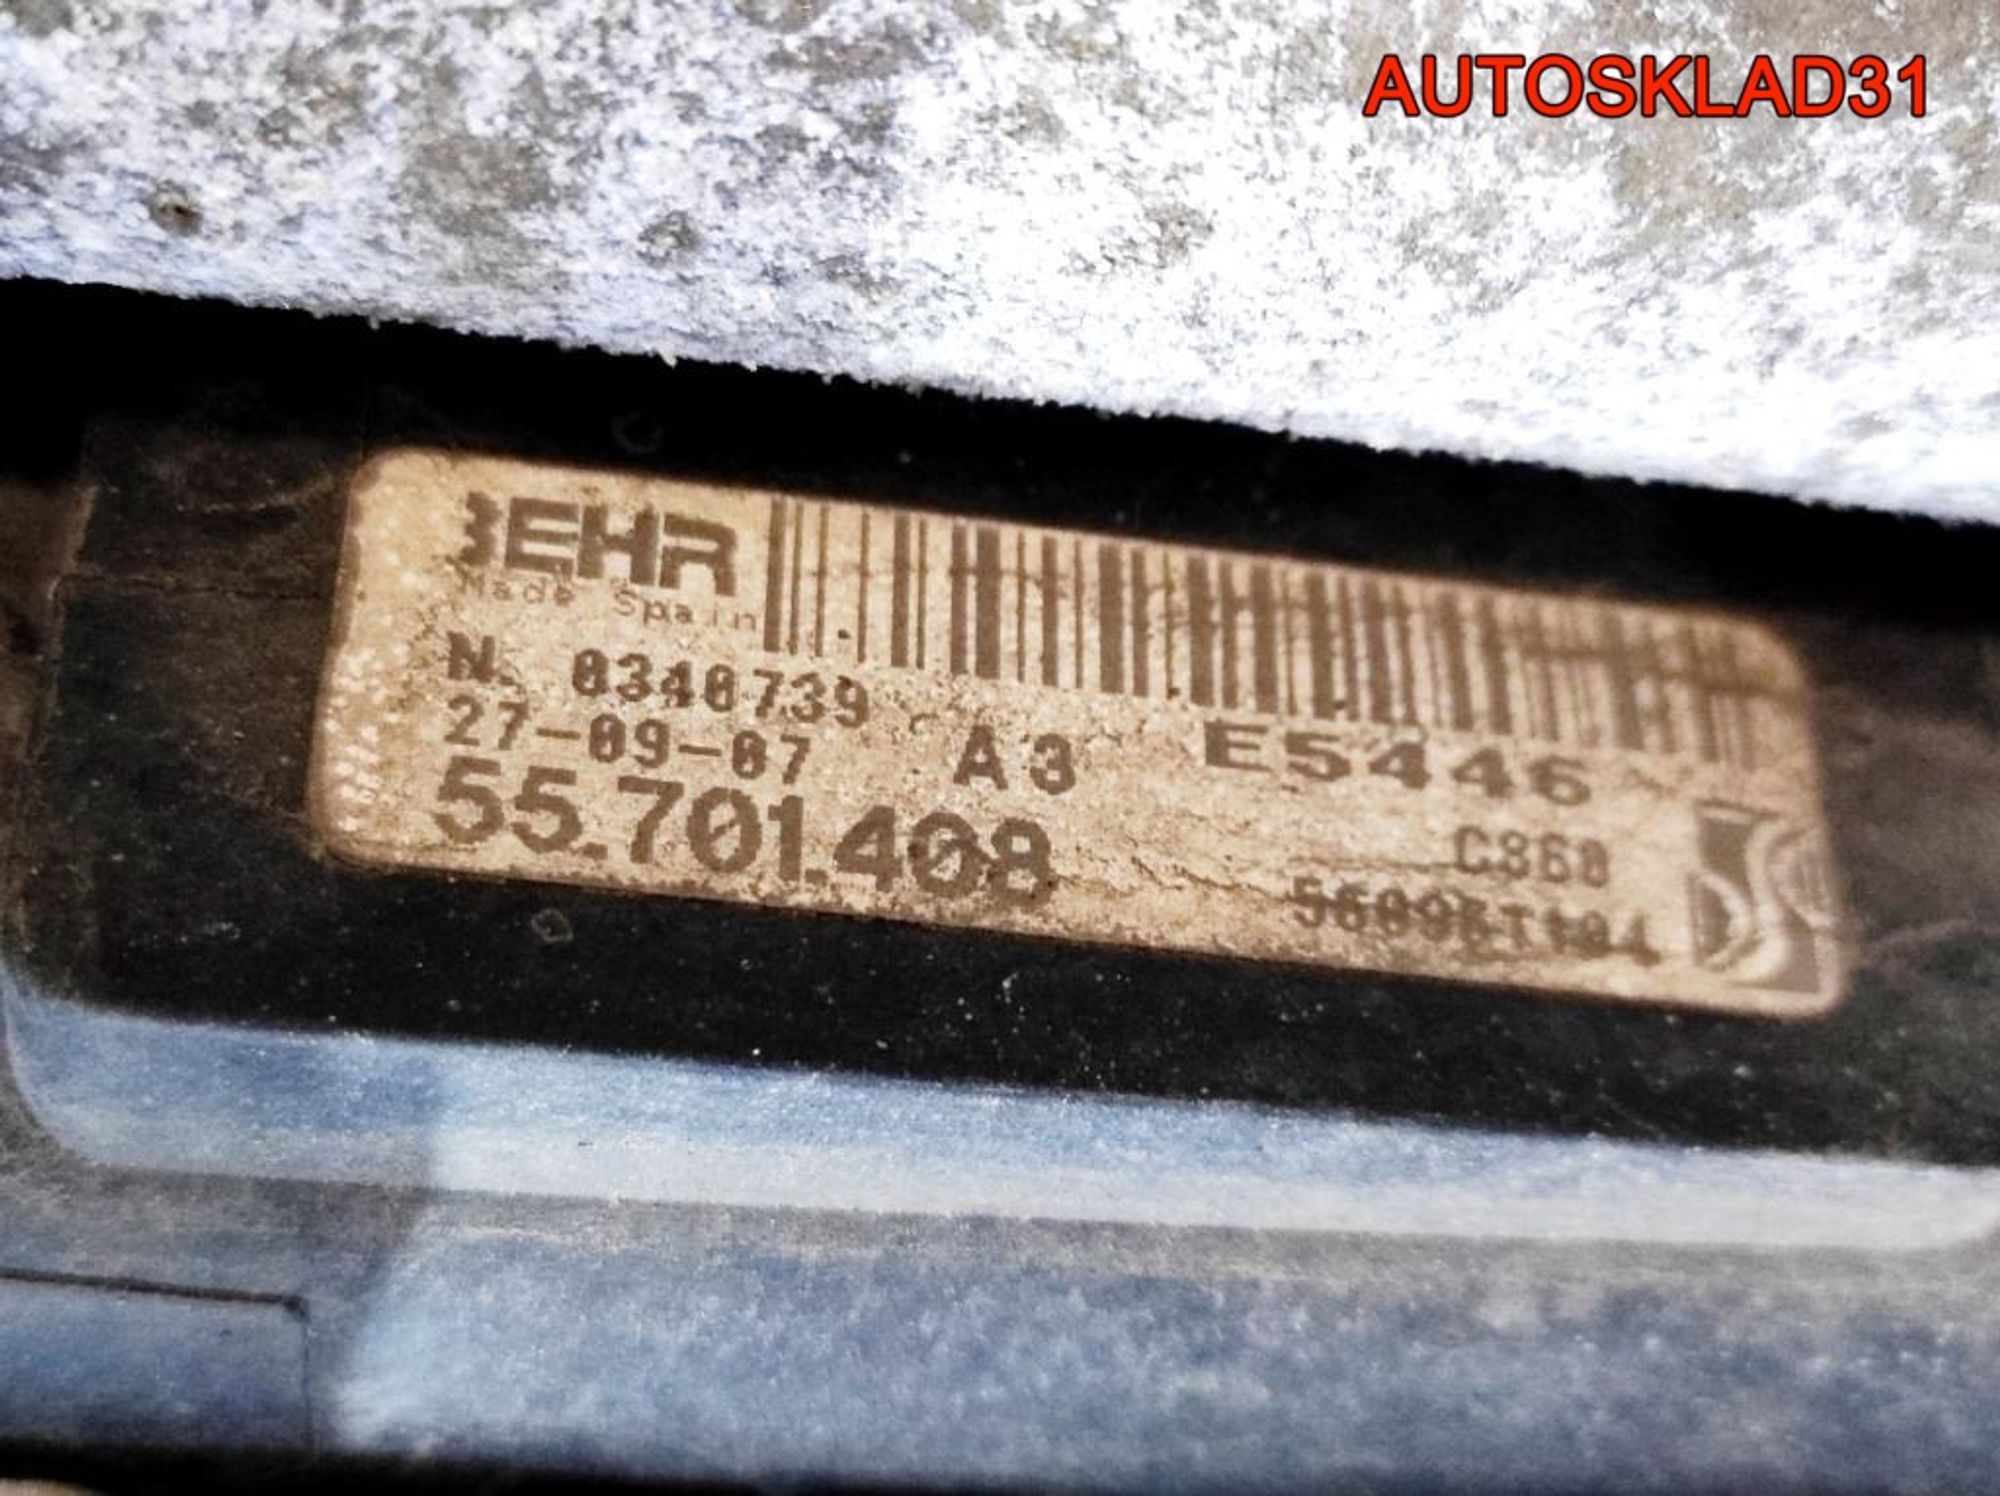 AUTOSKLAD31
BEHR
Made Spain
N. 0340739
27-09-07 A3 E5446
55.701.408 C860